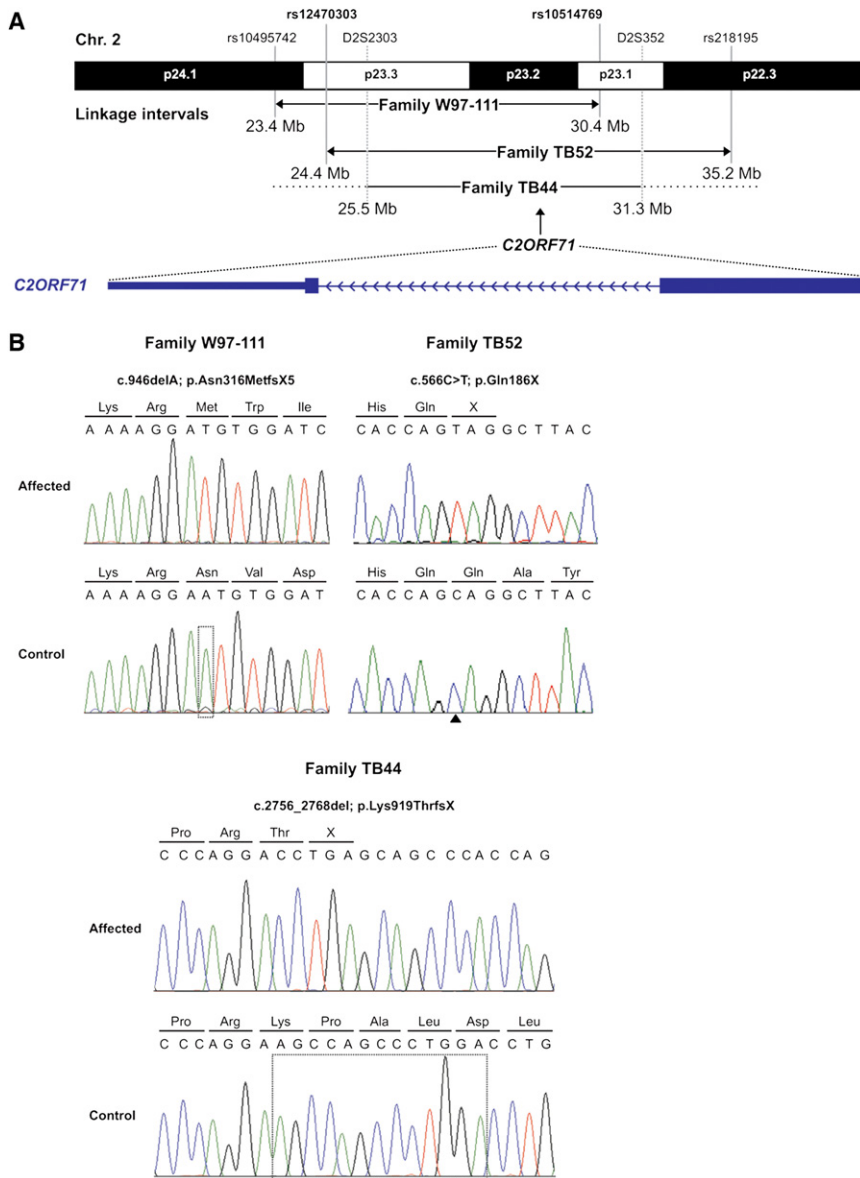 A
rs12470303 rs10514769
Chr. 2 rs10495742 D2S2303 D2S352 rs218195
p24.1 p23.3 p23.2 p23.1 p22.3
Linkage intervals Family W97-111
23.4 Mb 30.4 Mb
Family TB52
24.4 Mb 35.2 Mb
Family TB44
25.5 Mb 31.3 Mb
C2ORF71
C2ORF71
B
Family W97-111 Family TB52
c.946delA; p.Asn316MetfsX5 c.566C>T; p.Gln186X
Lys Arg Met Trp Ile His Gln X
A A A A G G A T G T G G A T C C A C C A G T A G G C T T A C
Affected
Lys Arg Asn Val Asp His Gln Gln Ala Tyr
A A A A G G A A T G T G G A T C A C C A G C A G G C T T A C
Control
Family TB44
c.2756_2768del; p.Lys919ThrfsX
Pro Arg Thr X
C C C A G G A C C T G A G C A G C C C A C C A G
Affected
Pro Arg Lys Pro Ala Leu Asp Leu
C C C A G G A A G C C A G C C C T G G A C C T G
Control